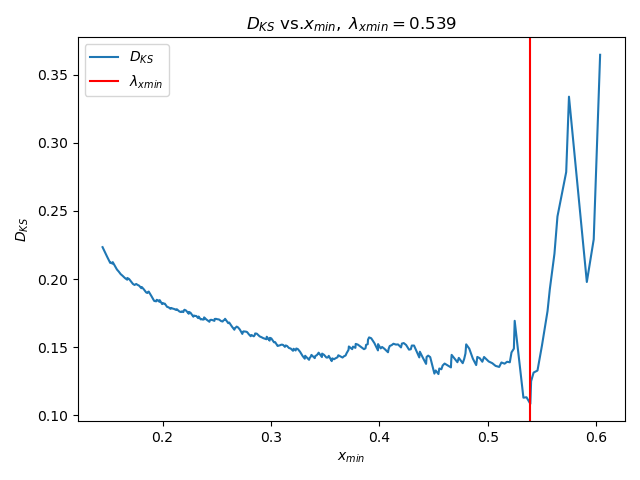 D_KS vs.x_min, λ_xmin = 0.539
D_KS
λ_xmin
0.35
0.30
0.25
0.20
0.15
0.10
D_KS
0.2 0.3 0.4 0.5 0.6
x_min